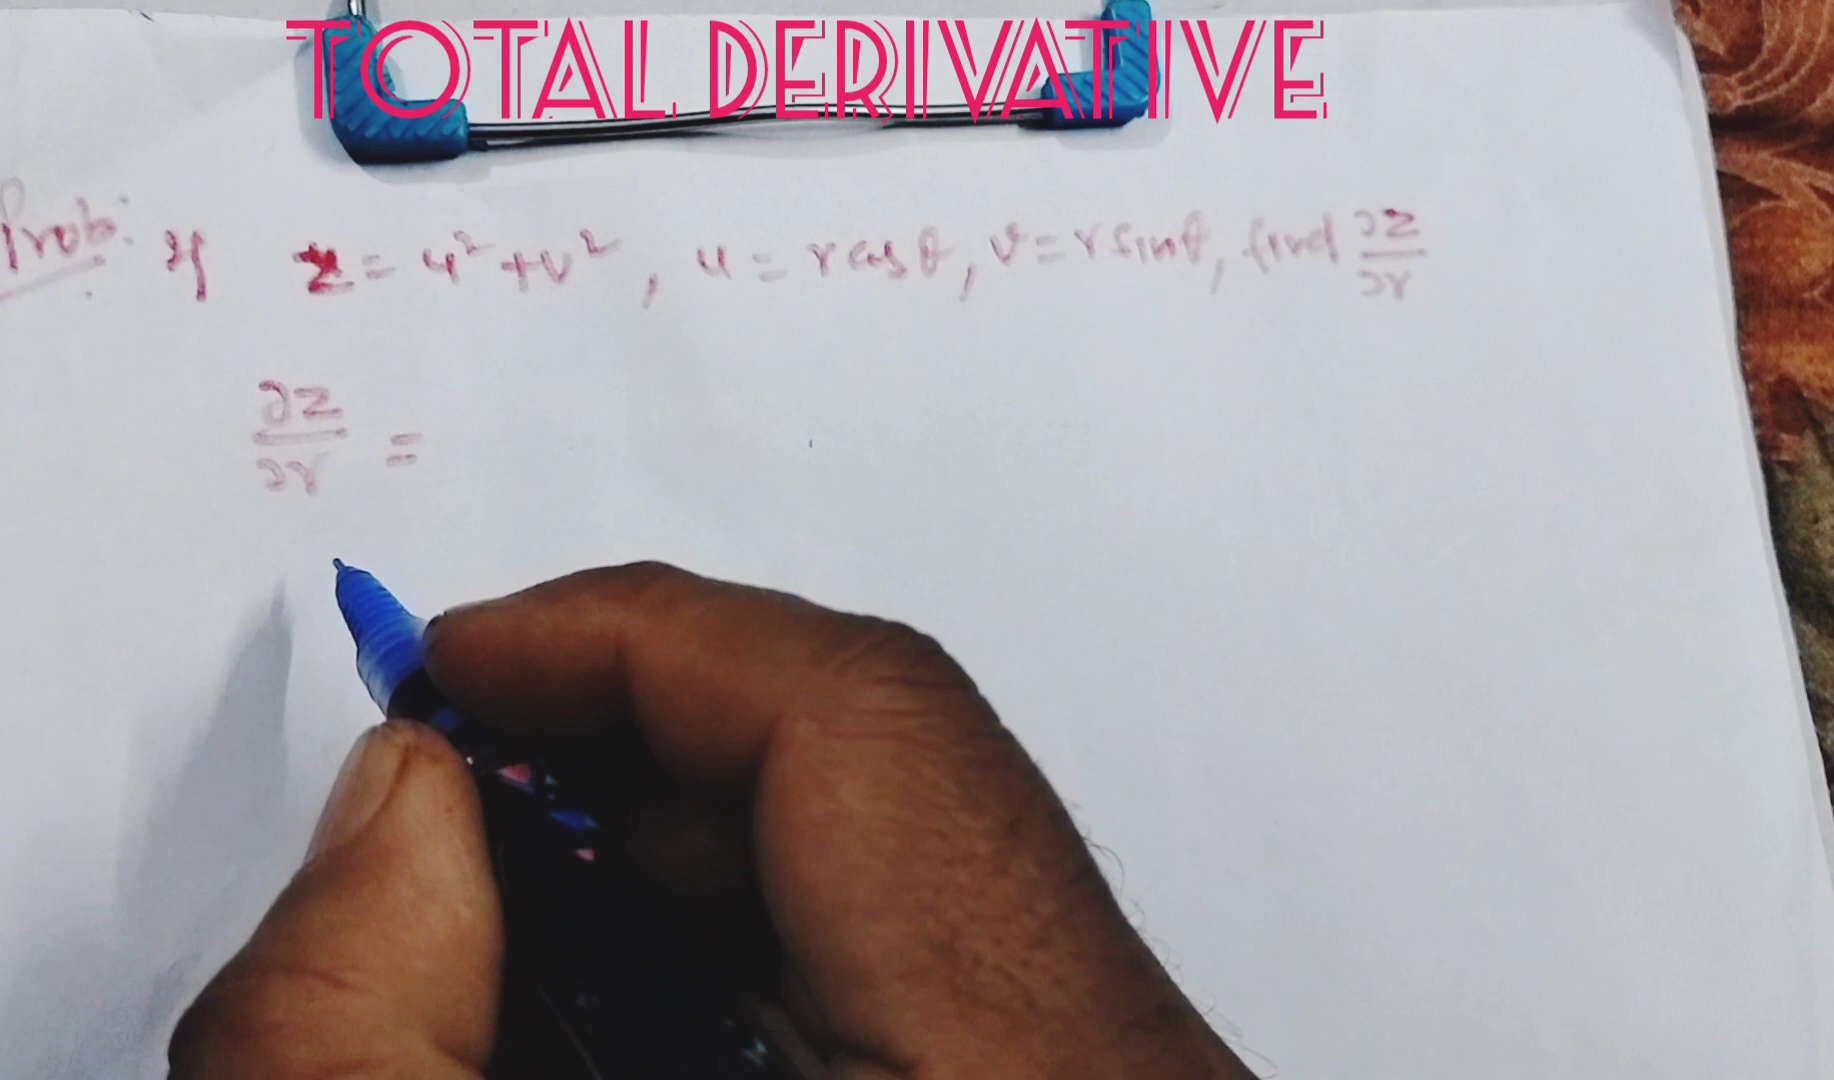 TOTAL DERIVATIVE
Prob: If z = u² + v², u = r cos θ, v = r sin θ, find ∂z/∂r
∂z/∂r =